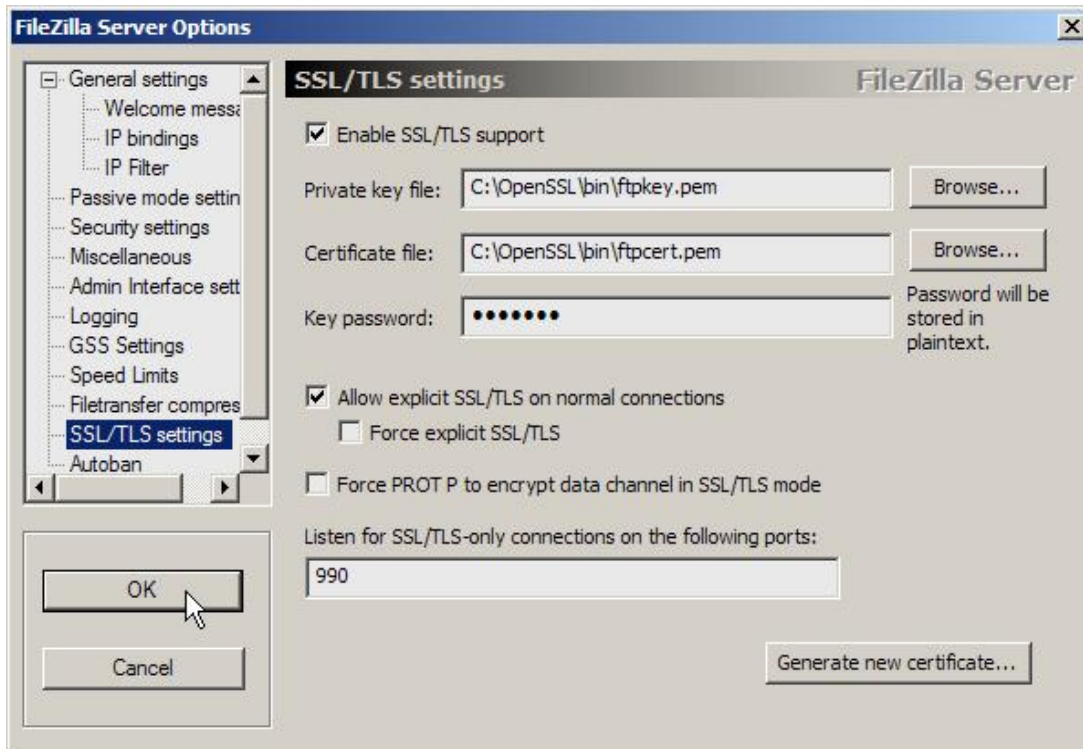 FileZilla Server Options
General settings
Welcome messa
IP bindings
IP Filter
Passive mode settin
Security settings
Miscellaneous
Admin Interface sett
Logging
GSS Settings
Speed Limits
Filetransfer compres
SSL/TLS settings
Autoban
OK
Cancel
SSL/TLS settings
FileZilla Server
Enable SSL/TLS support
Private key file: C:\OpenSSL\bin\ftpkey.pem Browse...
Certificate file: C:\OpenSSL\bin\ftpcert.pem Browse...
Key password: ●●●●●●●
Password will be
stored in
plaintext.
Allow explicit SSL/TLS on normal connections
Force explicit SSL/TLS
Force PROT P to encrypt data channel in SSL/TLS mode
Listen for SSL/TLS-only connections on the following ports:
990
Generate new certificate...